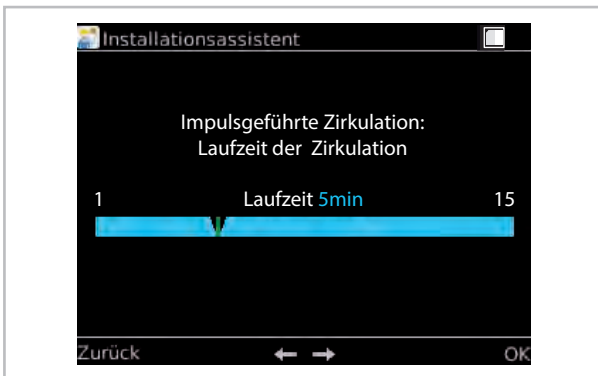 Installationsassistent
Impulsgeführte Zirkulation:
Laufzeit der Zirkulation
1 Laufzeit 5min 15
Zurück ← → OK